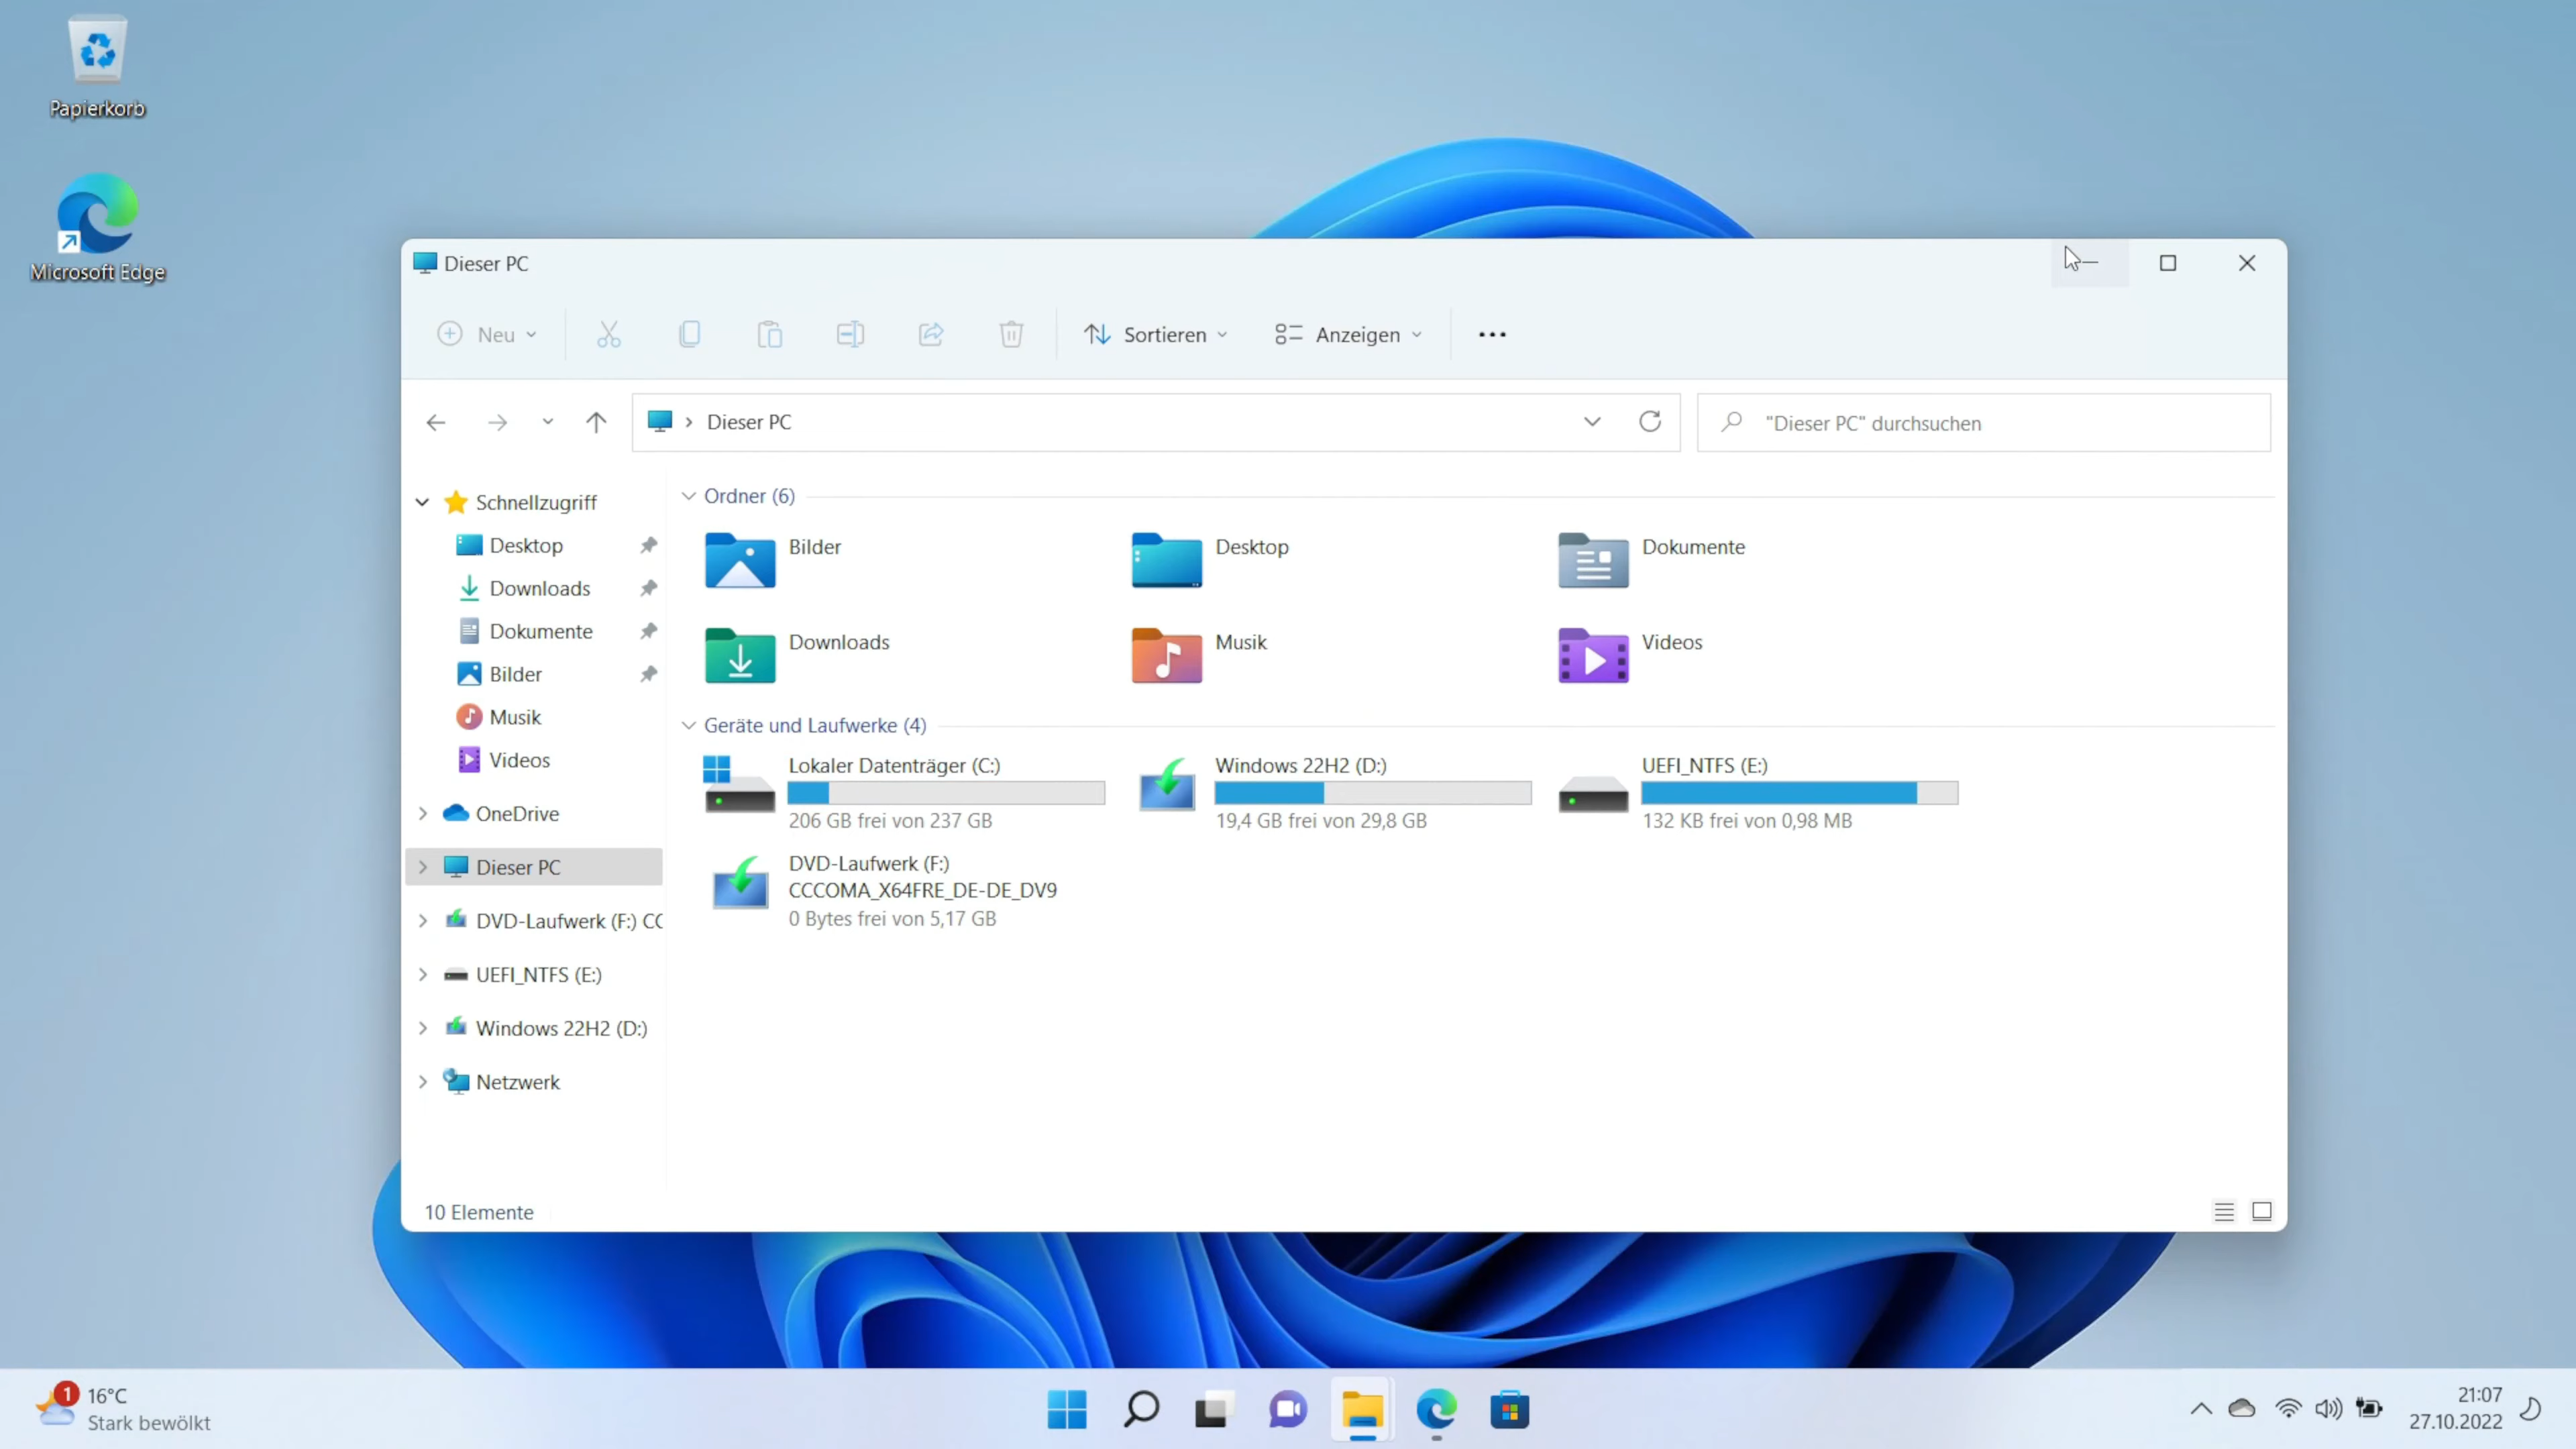 Papierkorb
Microsoft Edge
Dieser PC
Neu
Sortieren
Anzeigen
Dieser PC
"Dieser PC" durchsuchen
Schnellzugriff
Desktop
Downloads
Dokumente
Bilder
Musik
Videos
OneDrive
Dieser PC
DVD-Laufwerk (F:) CC
UEFI_NTFS (E:)
Windows 22H2 (D:)
Netzwerk
Ordner (6)
Bilder
Desktop
Dokumente
Downloads
Musik
Videos
Geräte und Laufwerke (4)
Lokaler Datenträger (C:)
206 GB frei von 237 GB
Windows 22H2 (D:)
19,4 GB frei von 29,8 GB
UEFI_NTFS (E:)
132 KB frei von 0,98 MB
DVD-Laufwerk (F:)
CCCOMA_X64FRE_DE-DE_DV9
0 Bytes frei von 5,17 GB
10 Elemente
1
16°C
Stark bewölkt
21:07
27.10.2022